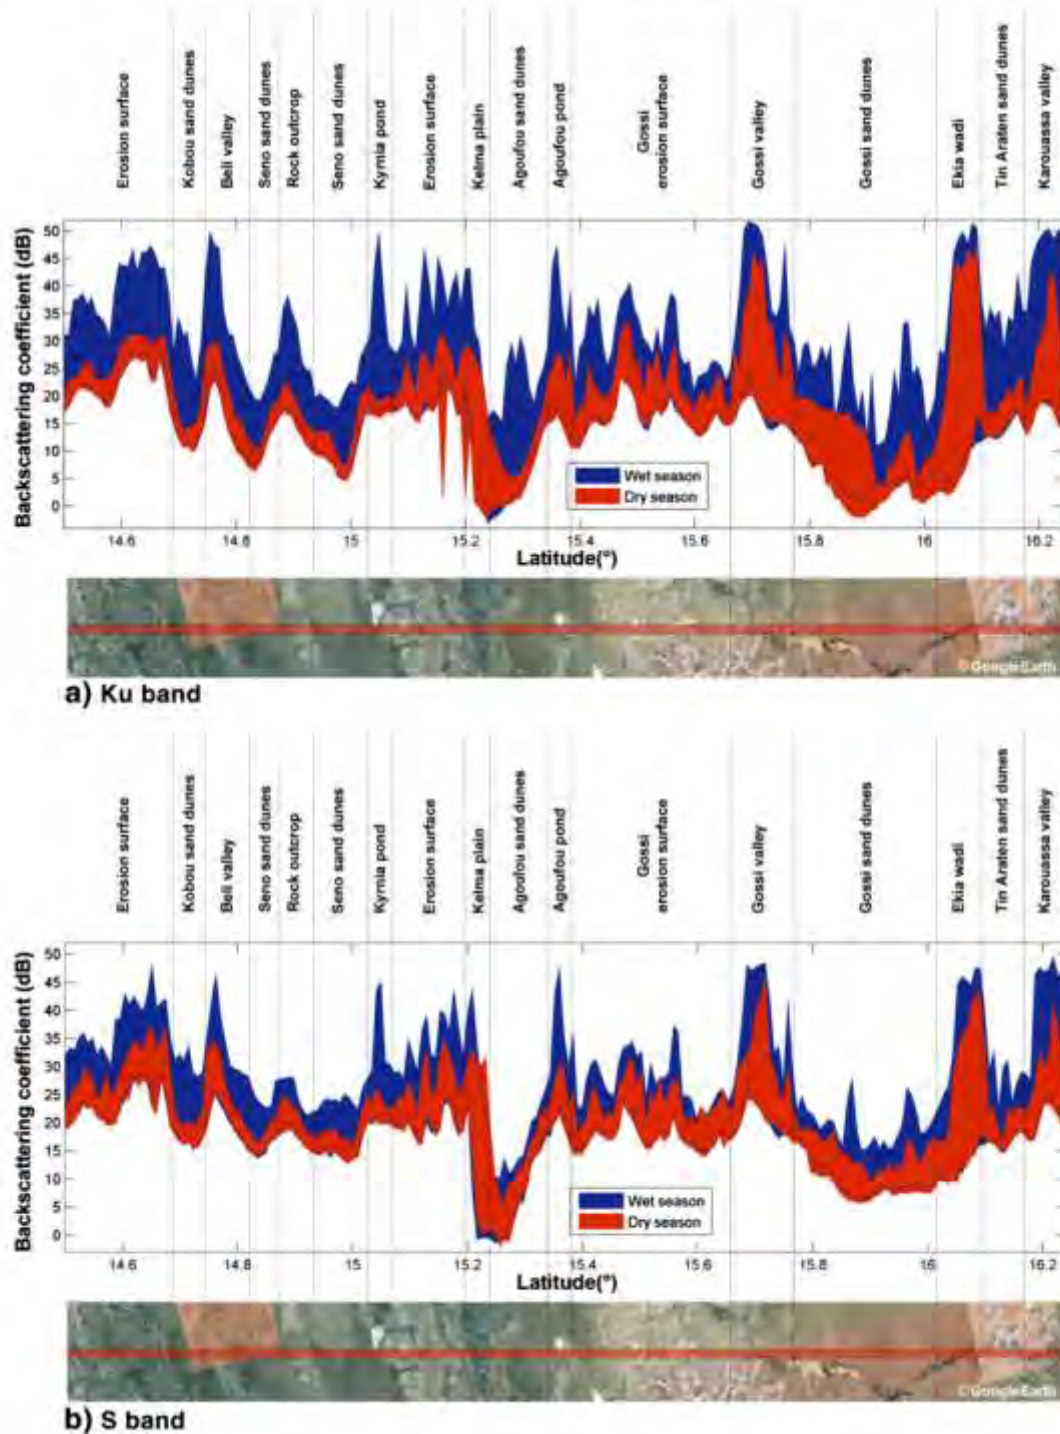 Erosion surface
Kobou sand dunes
Beli valley
Seno sand dunes
Rock outcrop
Seno sand dunes
Kyrnia pond
Erosion surface
Kelma plain
Agoufou sand dunes
Agoufou pond
Gossi
erosion surface
Gossi valley
Gossi sand dunes
Ekia wadi
Tin Araten sand dunes
Karouassa valley
Backscattering coefficient (dB)
50
45
40
35
30
25
20
15
10
5
0
Wet season
Dry season
14.6 14.8 15 15.2 15.4 15.6 15.8 16 16.2
Latitude(°)
©GoogleEarth
a) Ku band
Erosion surface
Kobou sand dunes
Beli valley
Seno sand dunes
Rock outcrop
Seno sand dunes
Kyrnia pond
Erosion surface
Kelma plain
Agoufou sand dunes
Agoufou pond
Gossi
erosion surface
Gossi valley
Gossi sand dunes
Ekia wadi
Tin Araten sand dunes
Karouassa valley
Backscattering coefficient (dB)
50
45
40
35
30
25
20
15
10
5
0
Wet season
Dry season
14.6 14.8 15 15.2 15.4 15.6 15.8 16 16.2
Latitude(°)
©GoogleEarth
b) S band